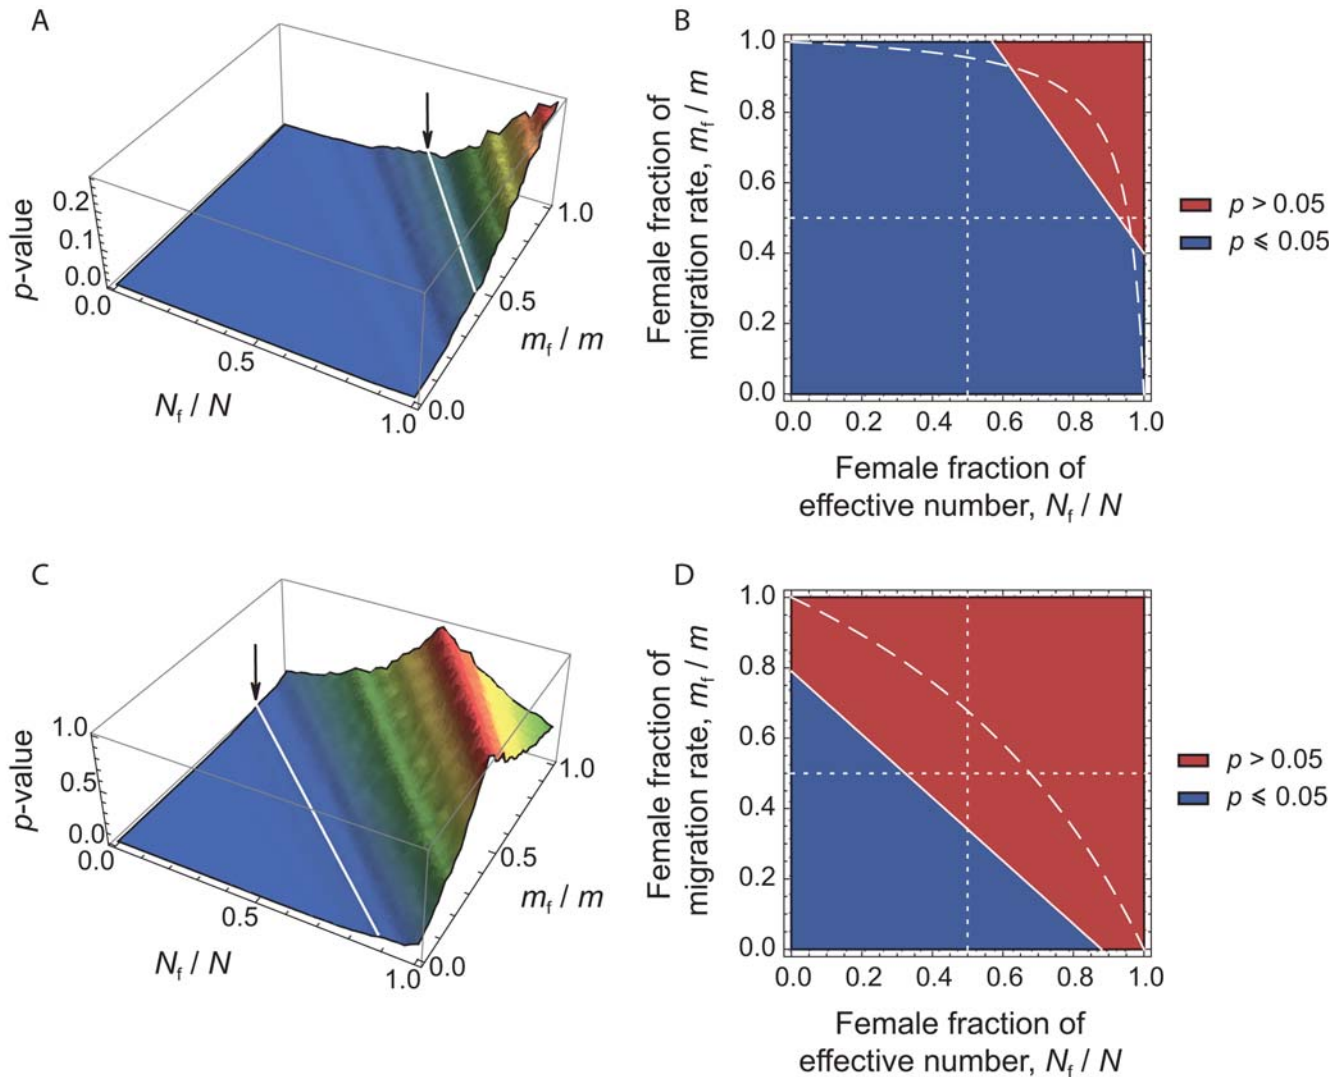 A
p-value
0.2
0.1
0.0
0.0
0.5
1.0
N_f / N
0.0
0.5
1.0
m_f / m
B
Female fraction of
migration rate, m_f / m
1.0
0.8
0.6
0.4
0.2
0.0
0.0 0.2 0.4 0.6 0.8 1.0
Female fraction of
effective number, N_f / N
p > 0.05
p ⩽ 0.05
C
p-value
1.0
0.5
0.0
0.0
0.5
1.0
N_f / N
0.0
0.5
1.0
m_f / m
D
Female fraction of
migration rate, m_f / m
1.0
0.8
0.6
0.4
0.2
0.0
0.0 0.2 0.4 0.6 0.8 1.0
Female fraction of
effective number, N_f / N
p > 0.05
p ⩽ 0.05